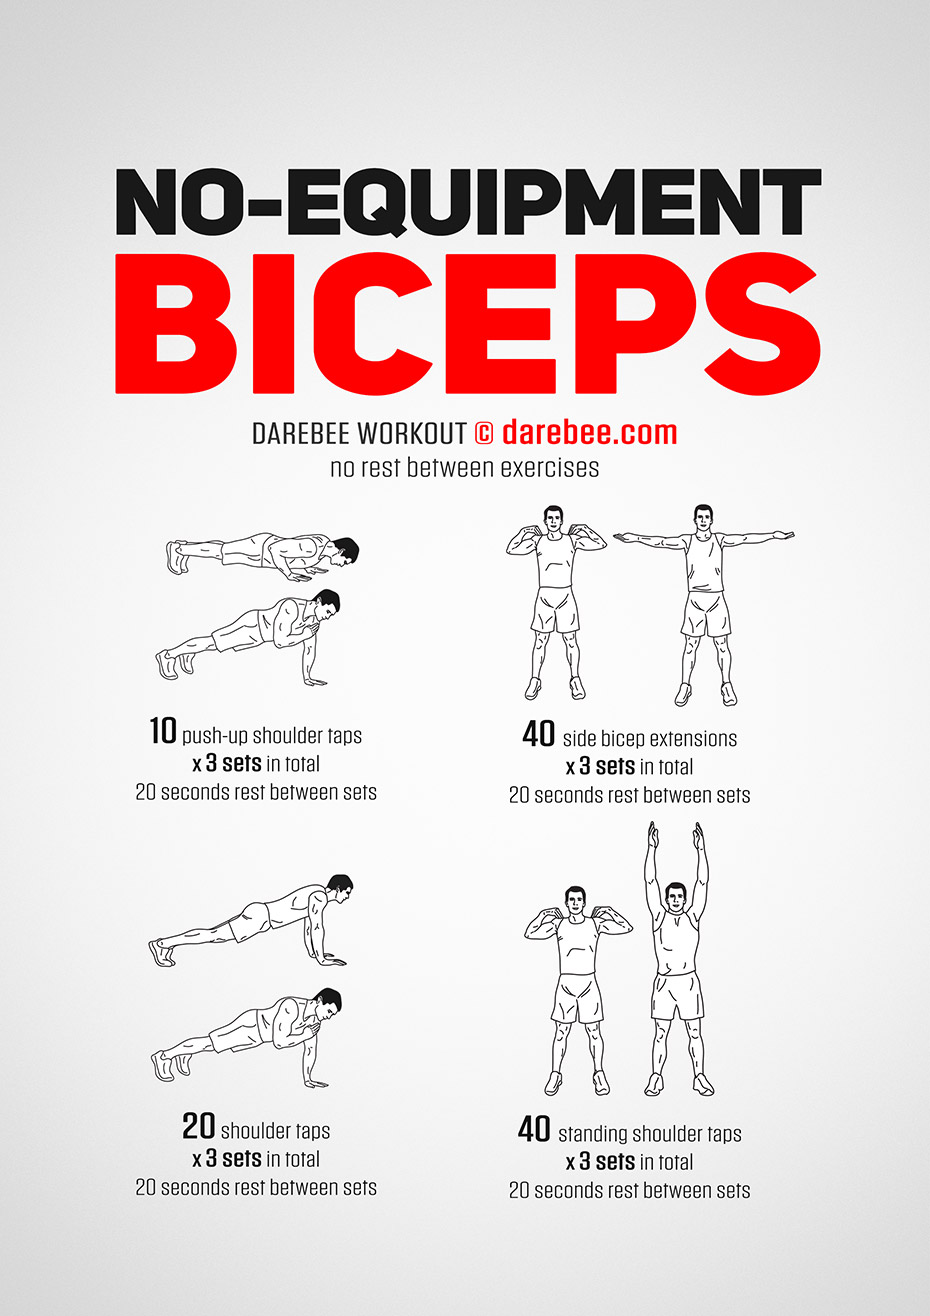 NO-EQUIPMENT
BICEPS
DAREBEE WORKOUT © darebee.com
no rest between exercises
10 push-up shoulder taps
x 3 sets in total
20 seconds rest between sets
40 side bicep extensions
x 3 sets in total
20 seconds rest between sets
20 shoulder taps
x 3 sets in total
20 seconds rest between sets
40 standing shoulder taps
x 3 sets in total
20 seconds rest between sets